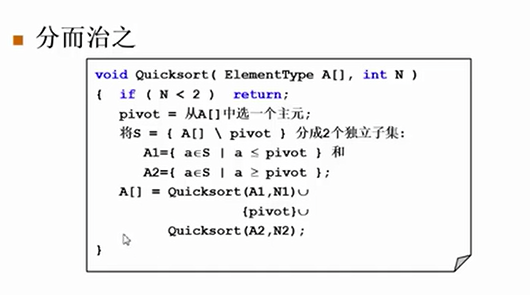 分而治之
void Quicksort( ElementType A[], int N )
{ if ( N < 2 ) return;
pivot = 从A[]中选一个主元;
将S = { A[] \ pivot } 分成2个独立子集:
A1={ a∈S | a ≤ pivot } 和
A2={ a∈S | a ≥ pivot };
A[] = Quicksort(A1,N1)∪
{pivot}∪
Quicksort(A2,N2);
}